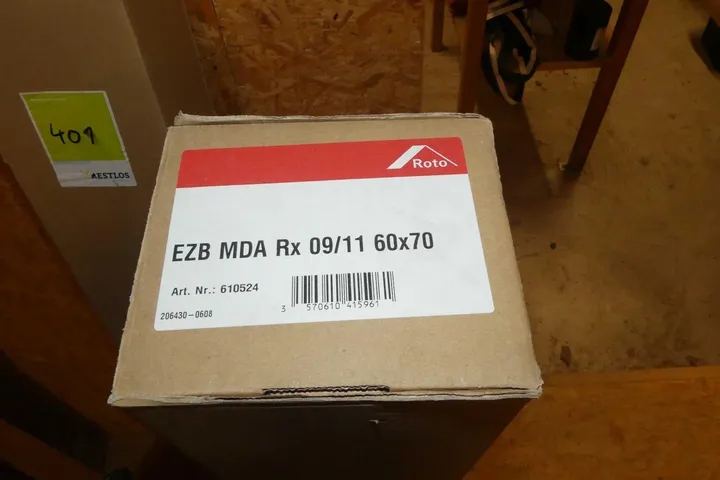 401
AESTLOS
Roto
EZB MDA Rx 09/11 60x70
Art. Nr.: 610524
3 570610 415961
206430-0608